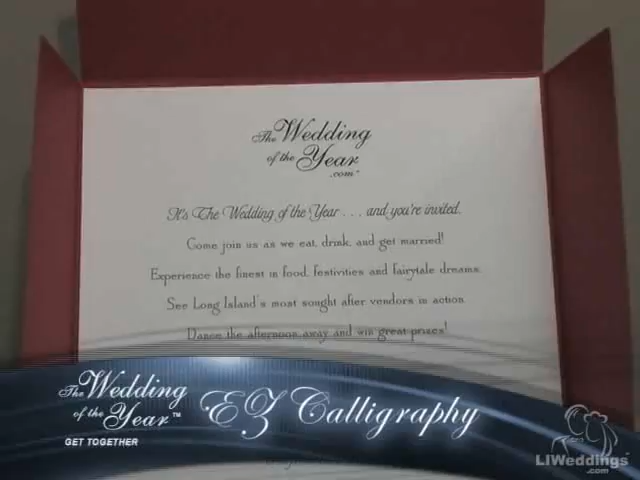 The Wedding
of the Year
.com
It's The Wedding of the Year . . . and you're invited.
Come join us as we eat, drink, and get married!
Experience the finest in food, festivities and fairytale dreams.
See Long Island's most sought after vendors in action.
Dance the afternoon away and win great prizes!
The Wedding
of the Year™
GET TOGETHER
EZ Calligraphy
LIWeddings
.com